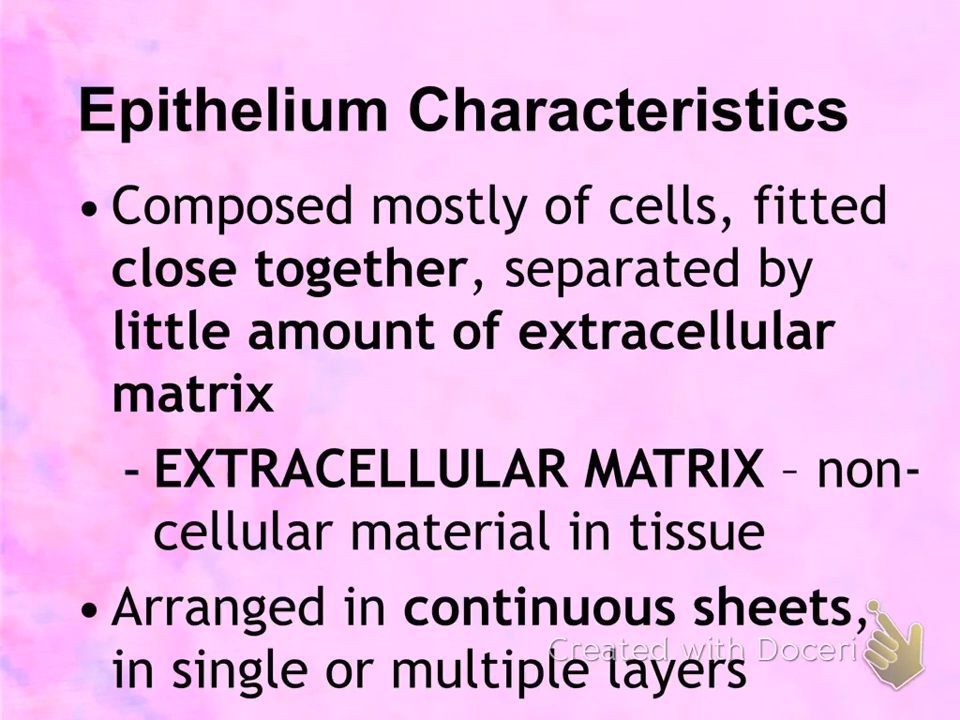 Epithelium Characteristics
• Composed mostly of cells, fitted
close together, separated by
little amount of extracellular
matrix
- EXTRACELLULAR MATRIX – non-
cellular material in tissue
• Arranged in continuous sheets,
in single or multiple layers
Created with Doceri